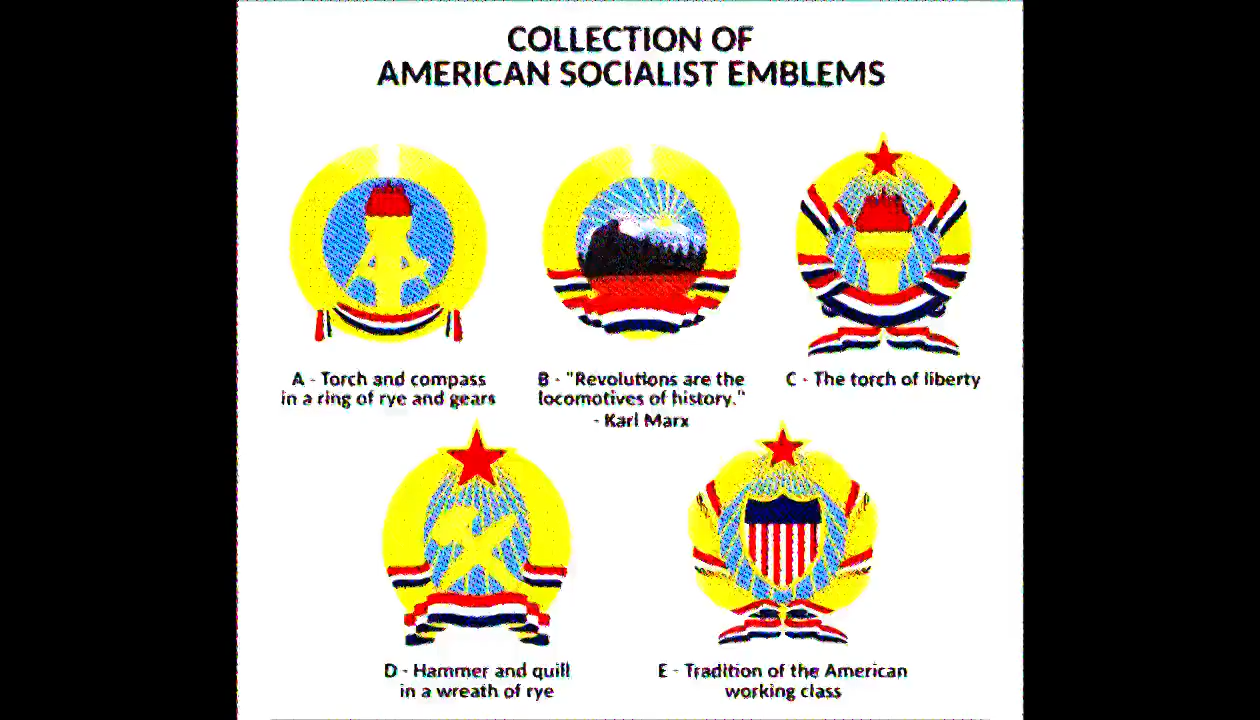 COLLECTION OF
AMERICAN SOCIALIST EMBLEMS
A - Torch and compass
in a ring of rye and gears
B - "Revolutions are the
locomotives of history."
- Karl Marx
C - The torch of liberty
D - Hammer and quill
in a wreath of rye
E - Tradition of the American
working class